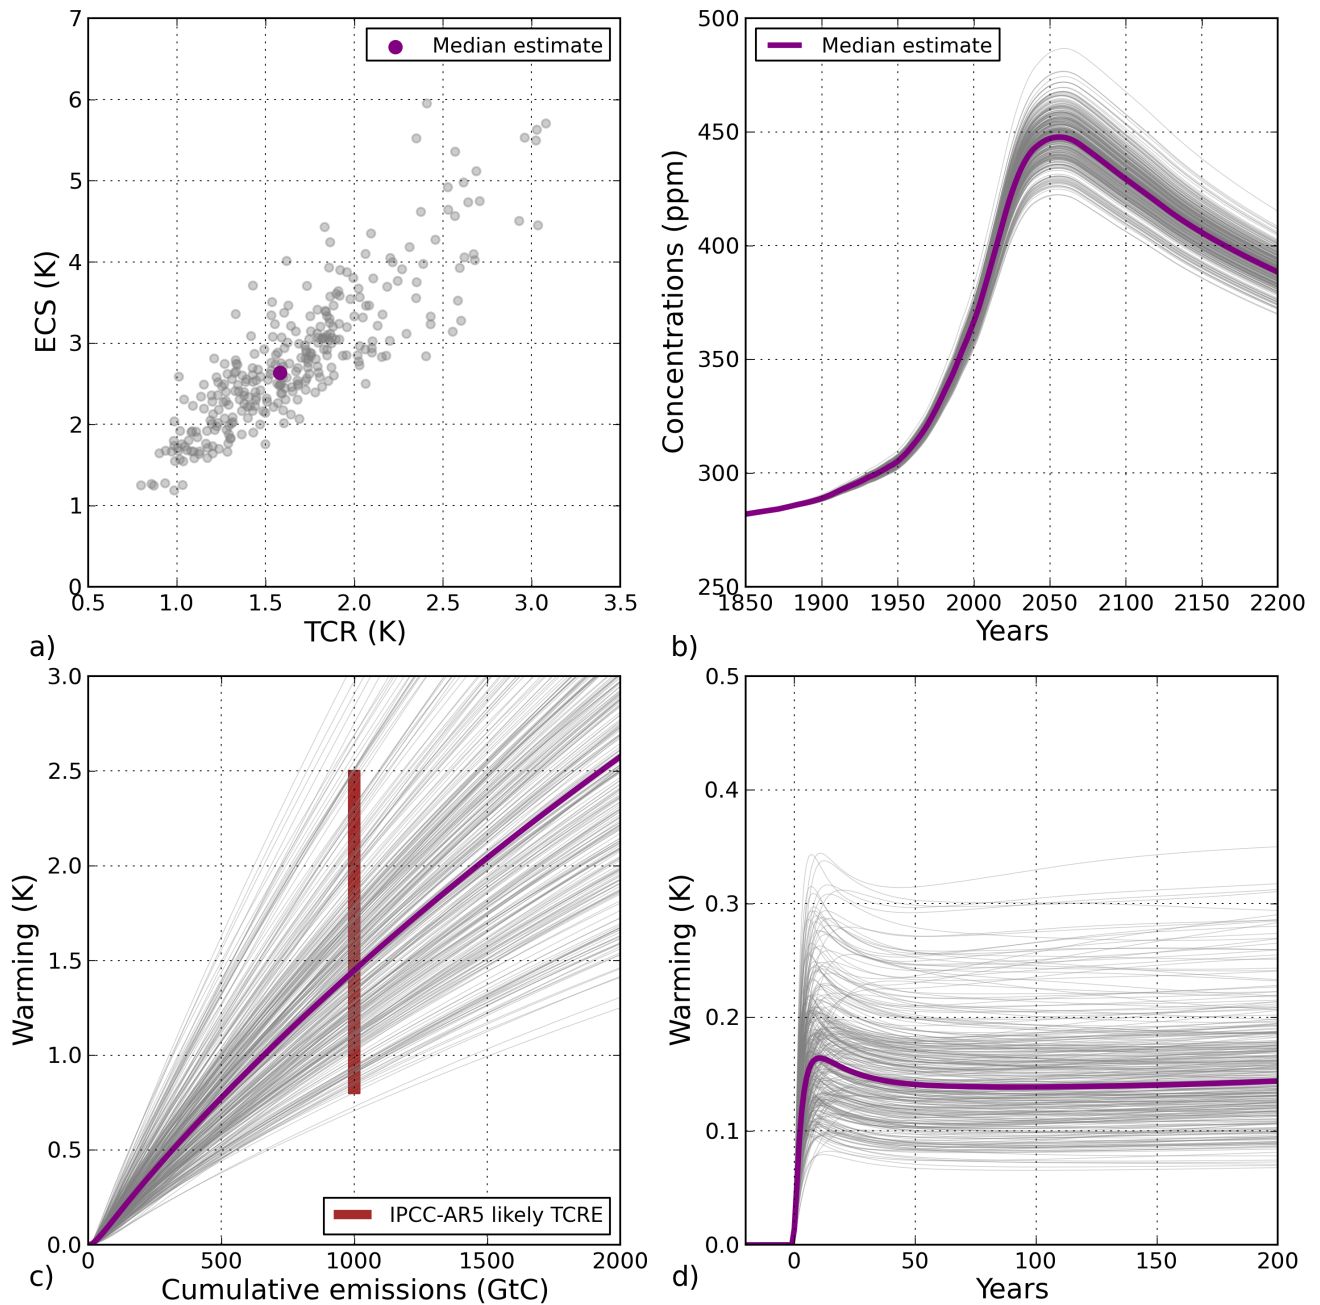 7
6
5
4
3
2
1
0
ECS (K)
Median estimate
0.5 1.0 1.5 2.0 2.5 3.0 3.5
TCR (K)
a)
500
450
400
350
300
250
Concentrations (ppm)
Median estimate
1850 1900 1950 2000 2050 2100 2150 2200
Years
b)
3.0
2.5
2.0
1.5
1.0
0.5
0.0
Warming (K)
IPCC-AR5 likely TCRE
0 500 1000 1500 2000
Cumulative emissions (GtC)
c)
0.5
0.4
0.3
0.2
0.1
0.0
Warming (K)
0 50 100 150 200
Years
d)